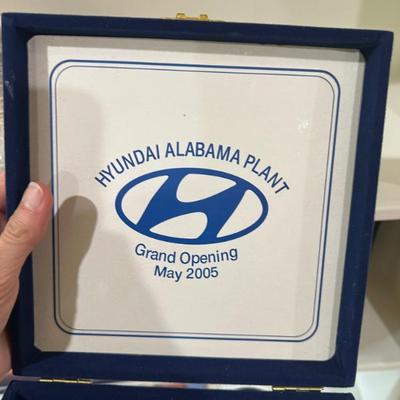 HYUNDAI ALABAMA PLANT
Grand Opening
May 2005